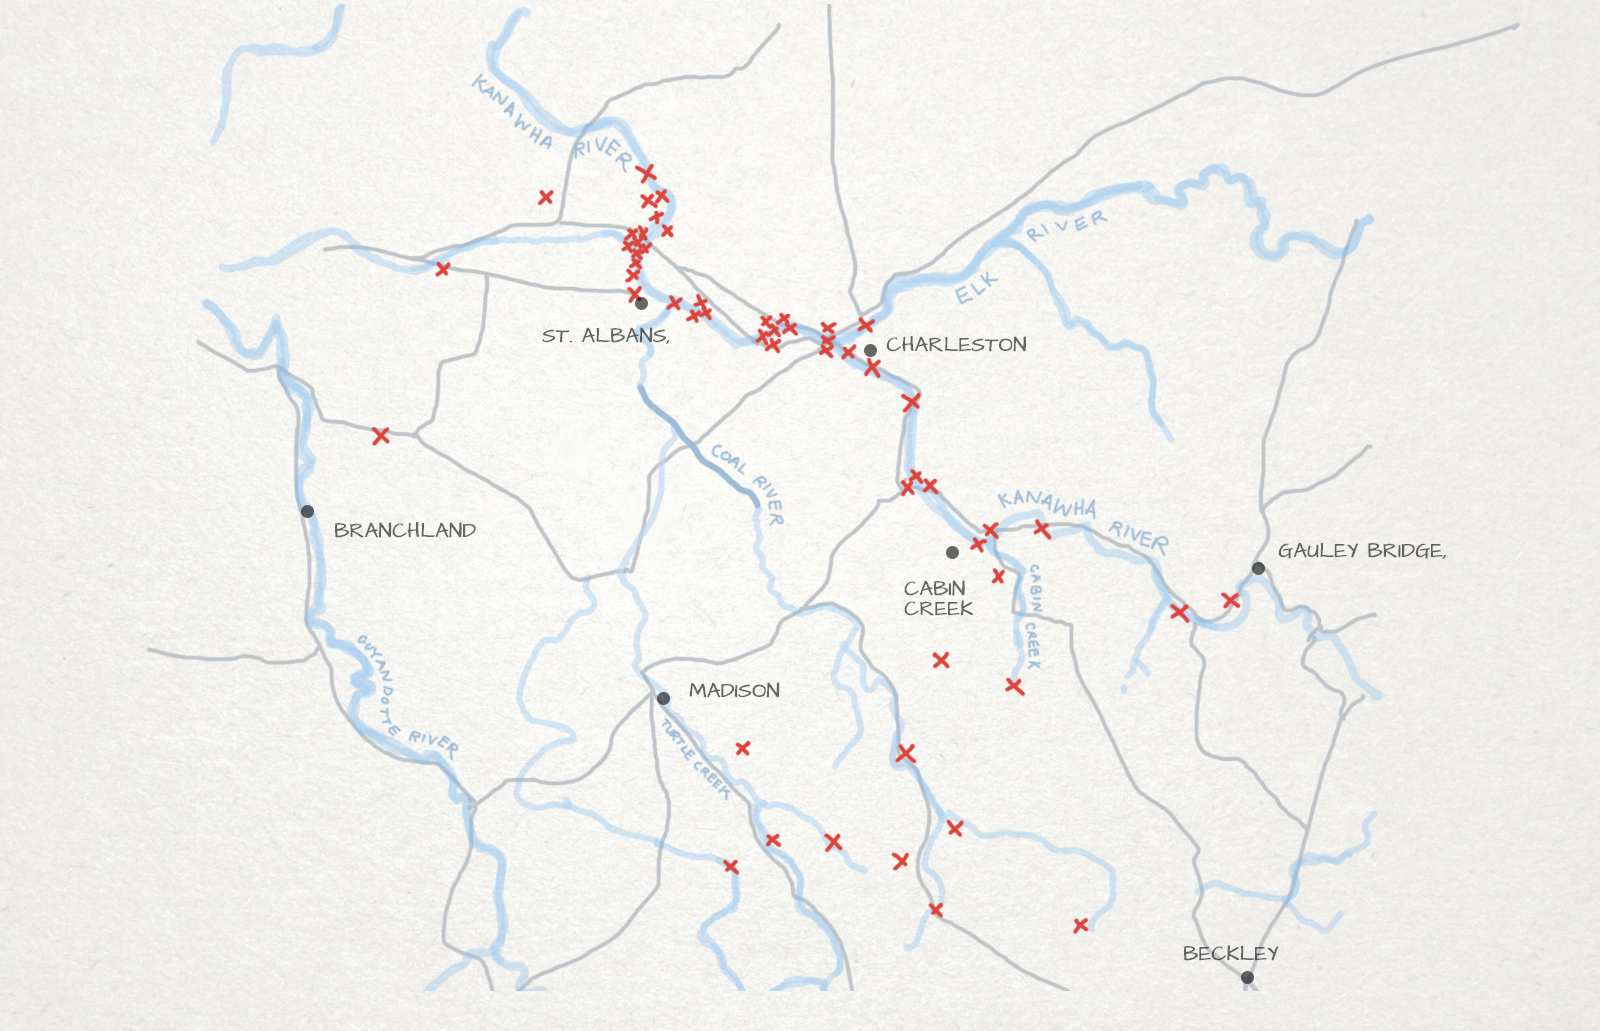 KANAWHA RIVER
RIVER
ELK
ST. ALBANS,
CHARLESTON
COAL RIVER
KANAWHA RIVER
BRANCHLAND
GAULEY BRIDGE,
CABIN
CREEK
CABIN CREEK
GUYANDOTTE RIVER
MADISON
TURTLE CREEK
BECKLEY